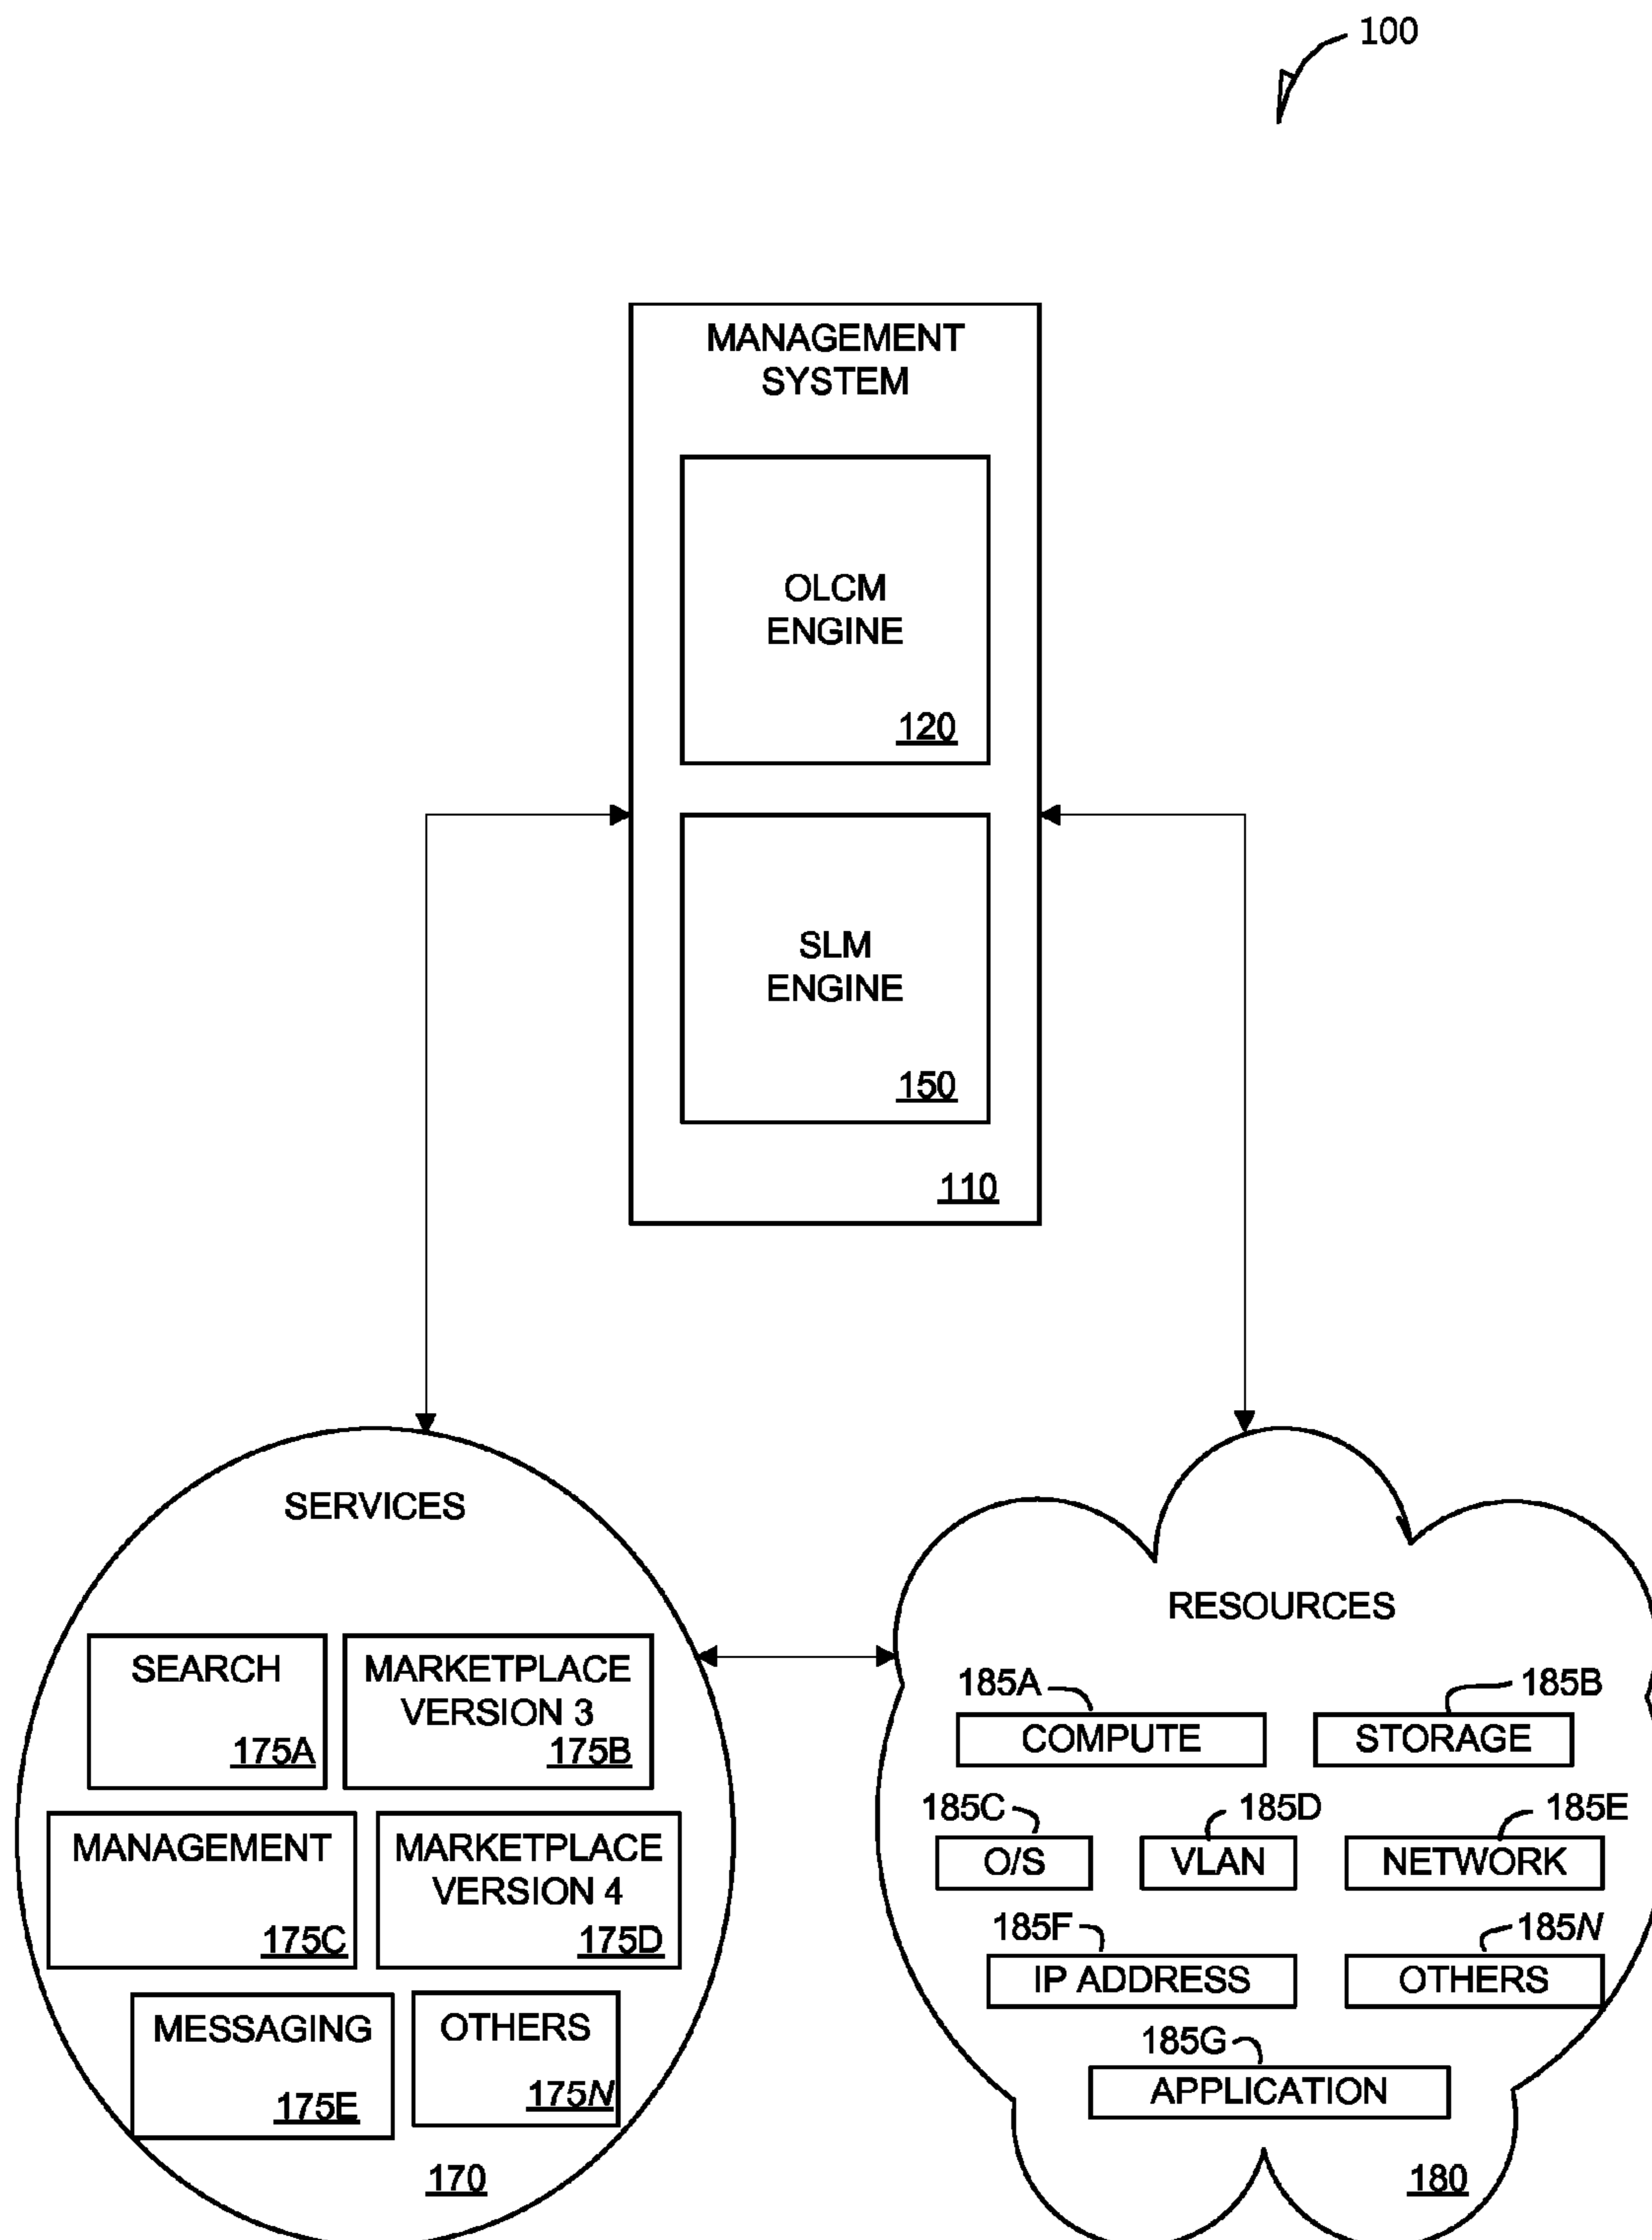 100
MANAGEMENT
SYSTEM
OLCM
ENGINE
120
SLM
ENGINE
150
110
SERVICES
SEARCH
175A
MARKETPLACE
VERSION 3
175B
MANAGEMENT
175C
MARKETPLACE
VERSION 4
175D
MESSAGING
175E
OTHERS
175N
170
RESOURCES
185A
COMPUTE
185B
STORAGE
185C
O/S
185D
VLAN
185E
NETWORK
185F
IP ADDRESS
185N
OTHERS
185G
APPLICATION
180